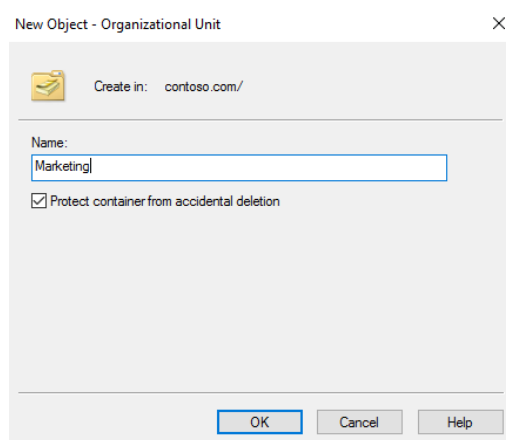 New Object - Organizational Unit
Create in: contoso.com/
Name:
Marketing
Protect container from accidental deletion
OK Cancel Help